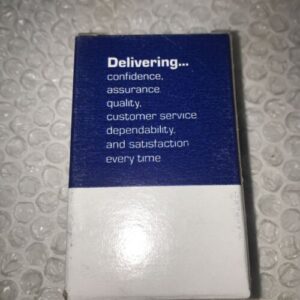 Delivering...
confidence,
assurance
quality,
customer service
dependability,
and satisfaction
every time